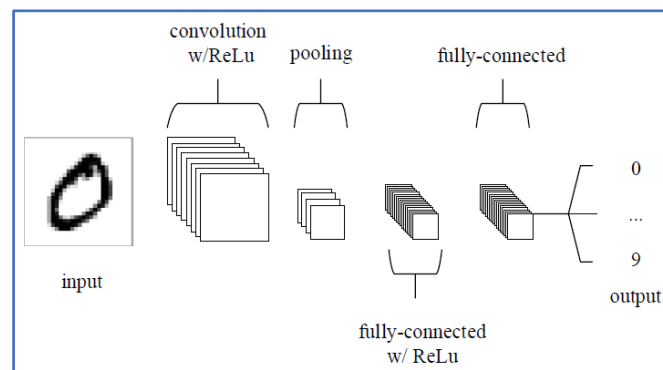 convolution
w/ReLu
pooling
fully-connected
0
...
9
input
output
fully-connected
w/ ReLu